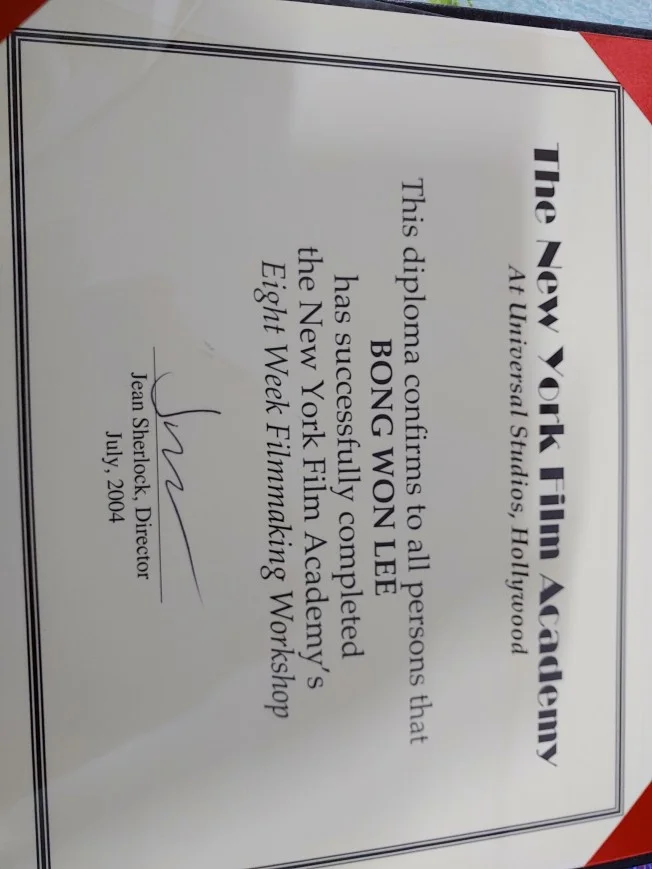 The New York Film Academy
At Universal Studios, Hollywood
This diploma confirms to all persons that
BONG WON LEE
has successfully completed
the New York Film Academy's
Eight Week Filmmaking Workshop
Jean Sherlock, Director
July, 2004